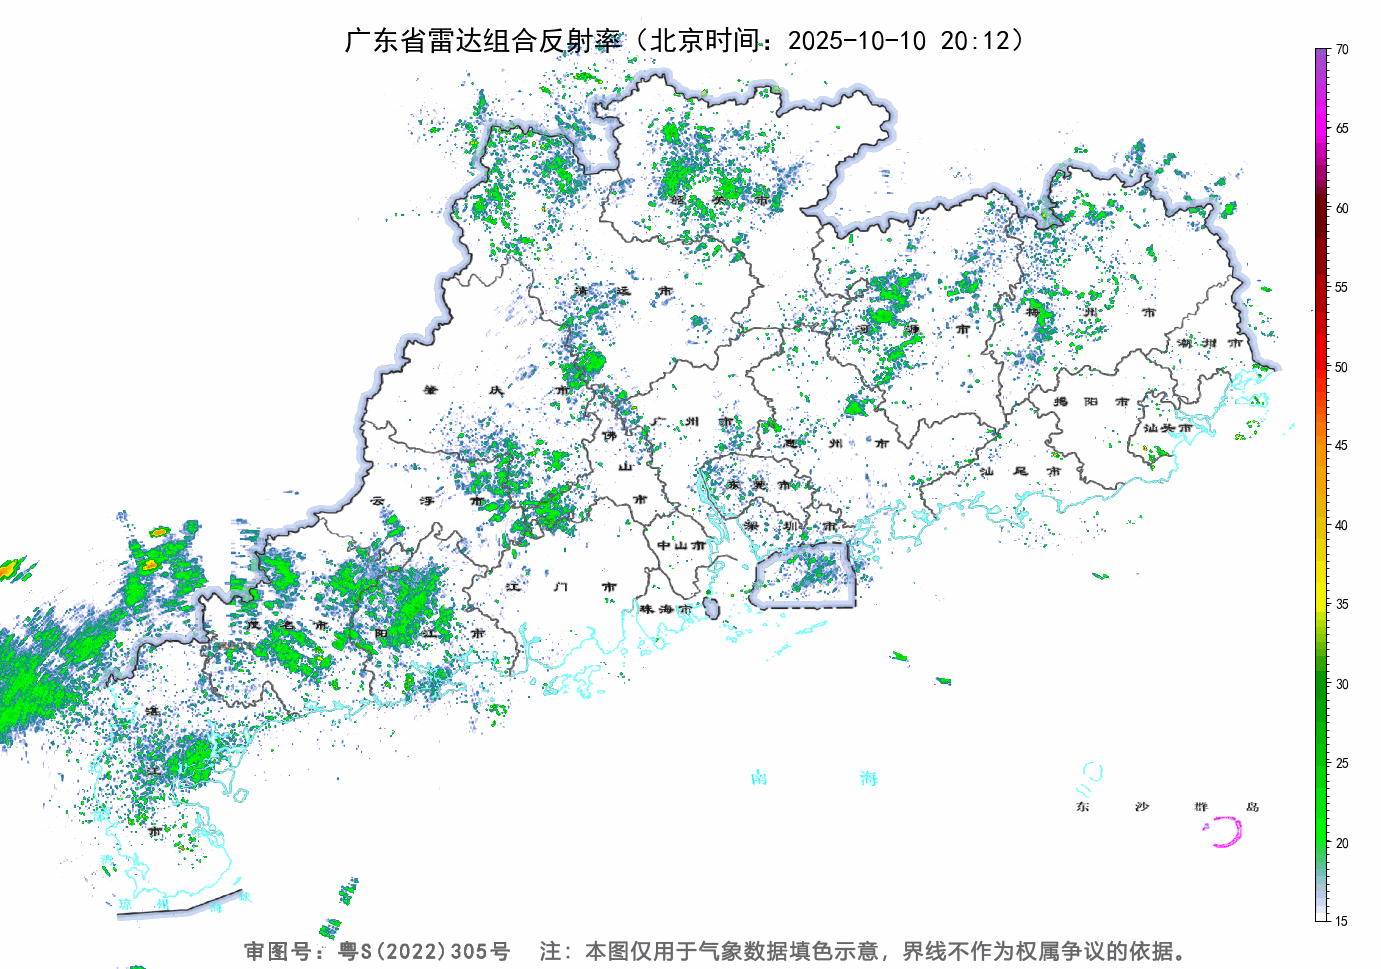 广东省雷达组合反射率（北京时间：2025-10-10 20:12）
70
65
60
55
50
45
40
35
30
25
20
15
韶关市
清远市
河源市
梅州市
潮州市
肇庆市
广州市
惠州市
揭阳市
汕头市
佛山市
云浮市
东莞市
汕尾市
深圳市
中山市
江门市
珠海市
茂名市
阳江市
湛江市
南海
东沙群岛
琼州海峡
审图号：粤S(2022)305号 注：本图仅用于气象数据填色示意，界线不作为权属争议的依据。